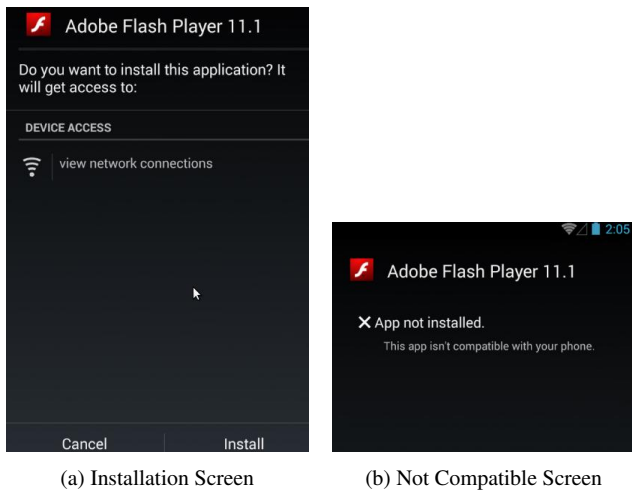 Adobe Flash Player 11.1
Do you want to install this application? It
will get access to:
DEVICE ACCESS
view network connections
Cancel
Install
(a) Installation Screen
2:05
Adobe Flash Player 11.1
App not installed.
This app isn't compatible with your phone.
(b) Not Compatible Screen